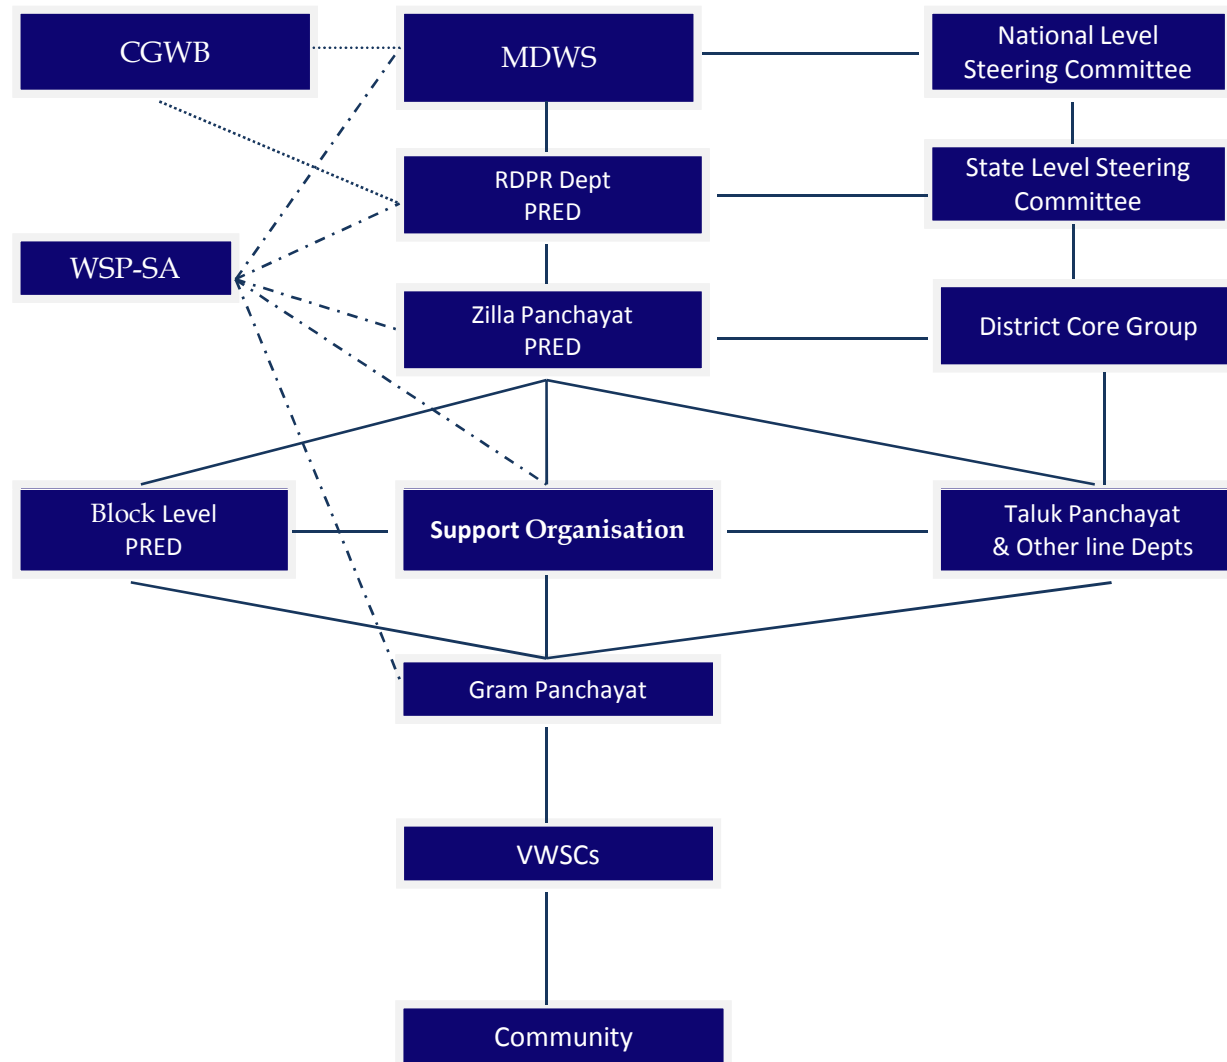 CGWB
MDWS
National Level
Steering Committee
RDPR Dept
PRED
State Level Steering
Committee
WSP-SA
Zilla Panchayat
PRED
District Core Group
Block Level
PRED
Support Organisation
Taluk Panchayat
& Other line Depts
Gram Panchayat
VWSCs
Community